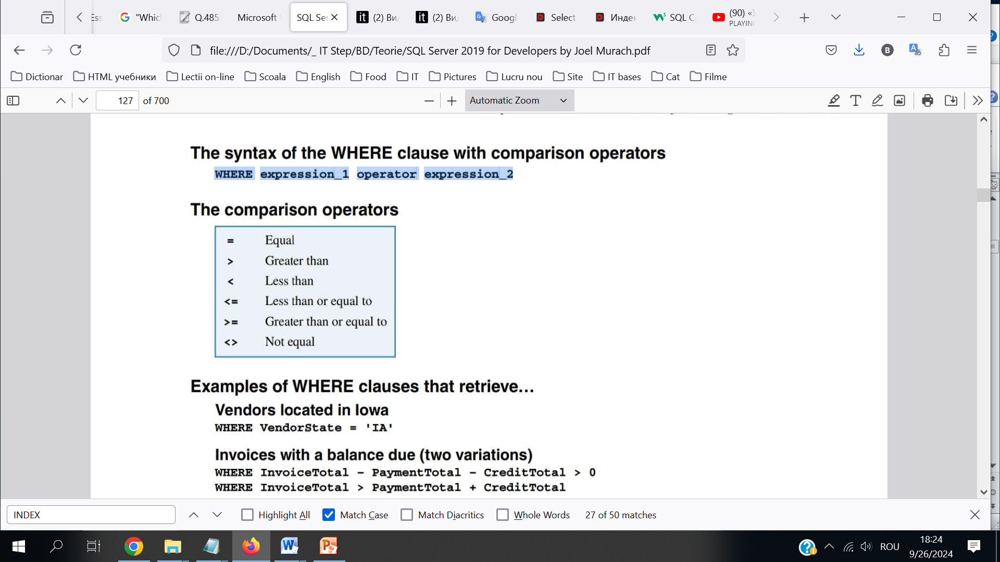 Ess
"Whicl
Q.485
Microsoft
SQL Ser
(2) Ви
(2) Ви
Googl
Select
Индек
SQL C
(90) «
PLAYING
file:///D:/Documents/_ IT Step/BD/Teorie/SQL Server 2019 for Developers by Joel Murach.pdf
B
Dictionar
HTML учебники
Lectii on-line
Scoala
English
Food
IT
Pictures
Lucru nou
Site
IT bases
Cat
Filme
127 of 700
Automatic Zoom
The syntax of the WHERE clause with comparison operators
WHERE expression_1 operator expression_2
The comparison operators
= Equal
> Greater than
< Less than
<= Less than or equal to
>= Greater than or equal to
<> Not equal
Examples of WHERE clauses that retrieve…
Vendors located in Iowa
WHERE VendorState = 'IA'
Invoices with a balance due (two variations)
WHERE InvoiceTotal – PaymentTotal – CreditTotal > 0
WHERE InvoiceTotal > PaymentTotal + CreditTotal
INDEX
Highlight All
Match Case
Match Diacritics
Whole Words
27 of 50 matches
ROU
18:24
9/26/2024